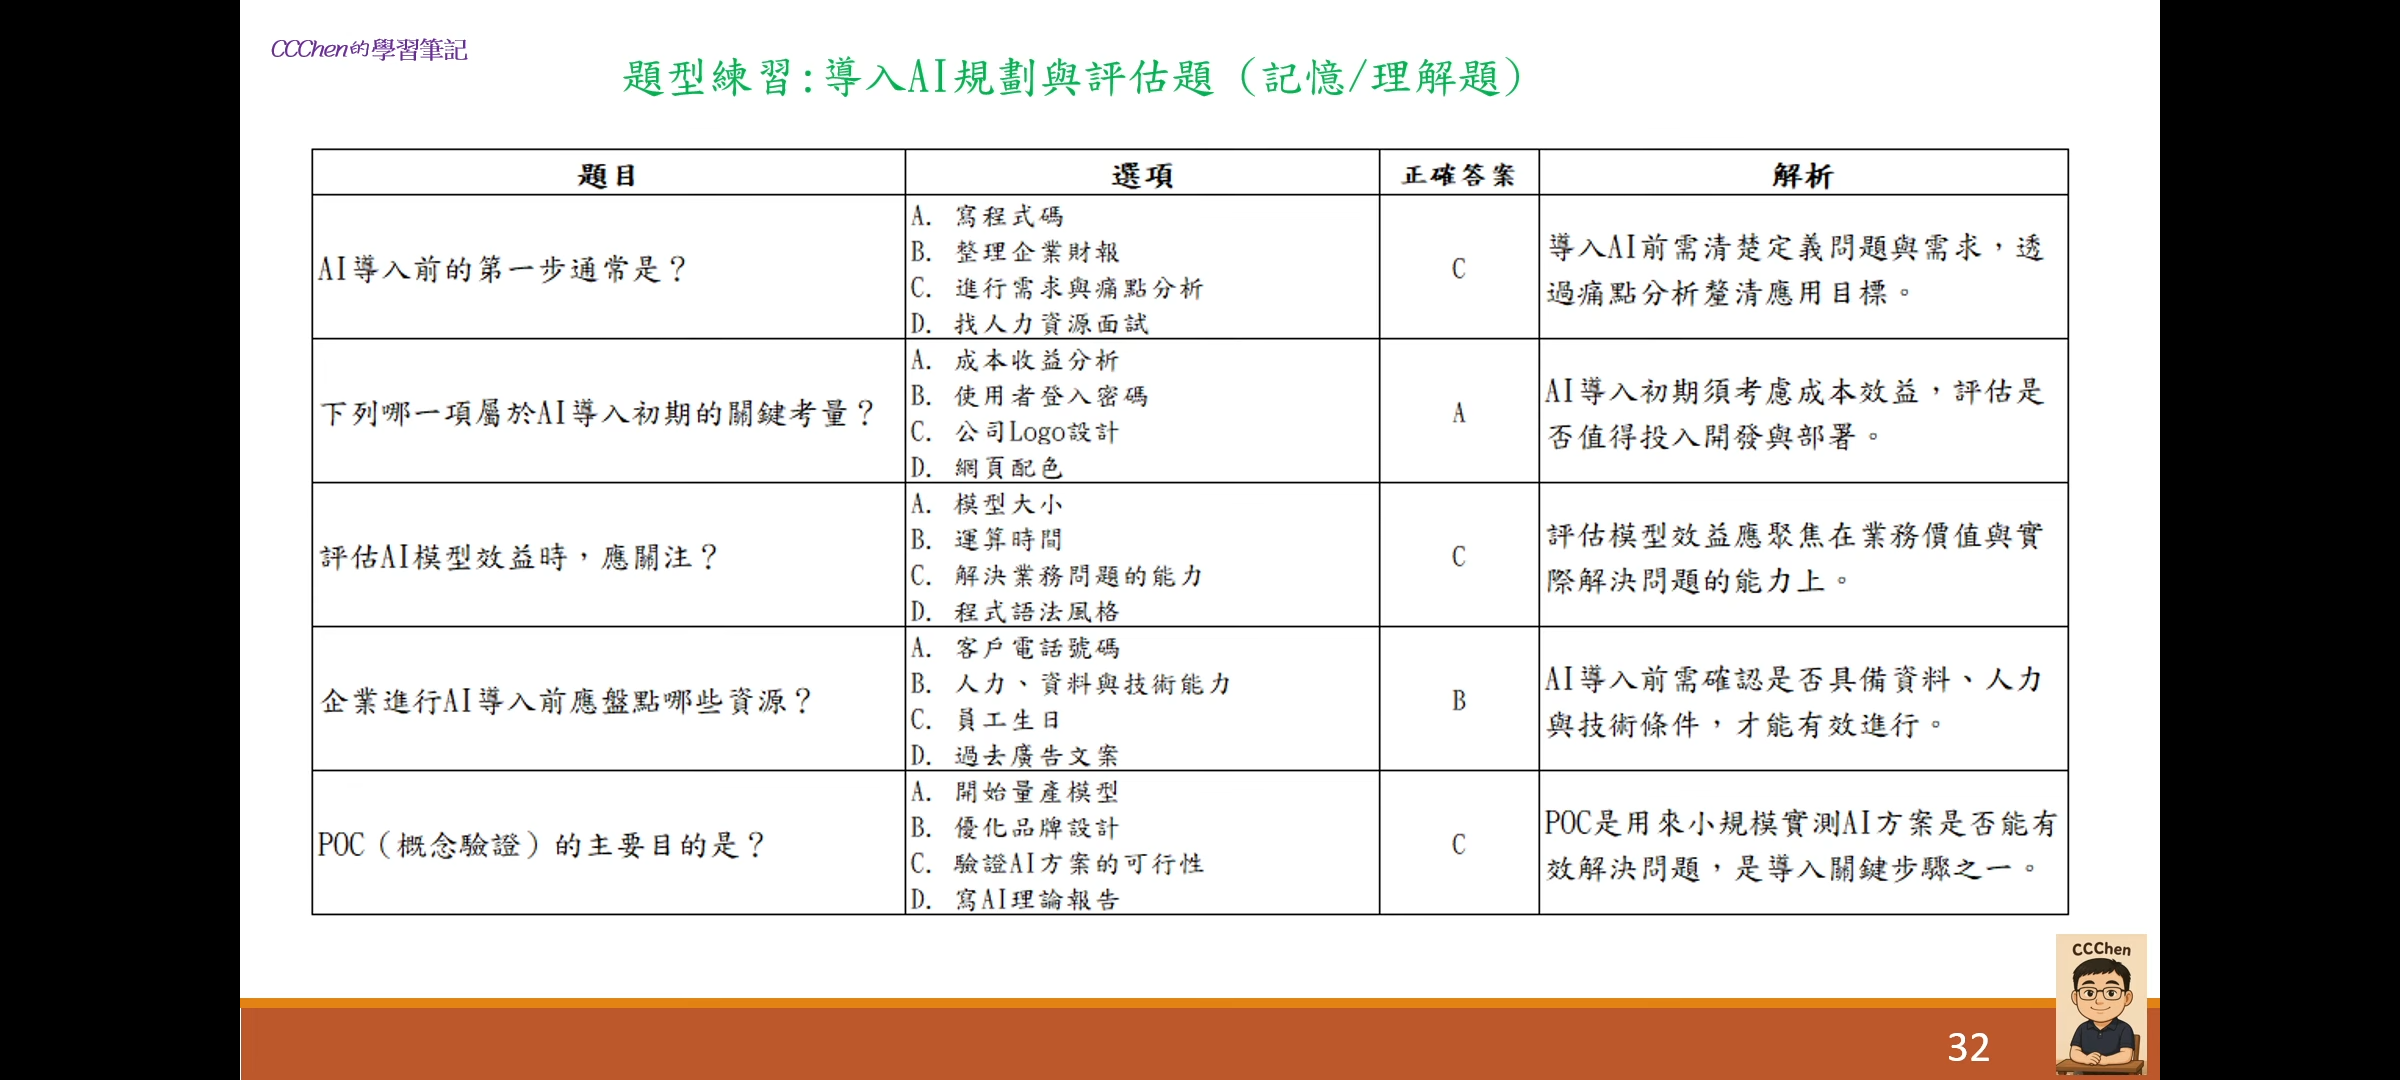 CCChen的學習筆記
題型練習:導入AI規劃與評估題 (記憶/理解題)
題目 選項 正確答案 解析
AI導入前的第一步通常是？
A. 寫程式碼
B. 整理企業財報
C. 進行需求與痛點分析
D. 找人力資源面試
C
導入AI前需清楚定義問題與需求，透
過痛點分析釐清應用目標。
下列哪一項屬於AI導入初期的關鍵考量？
A. 成本收益分析
B. 使用者登入密碼
C. 公司Logo設計
D. 網頁配色
A
AI導入初期須考慮成本效益，評估是
否值得投入開發與部署。
評估AI模型效益時，應關注？
A. 模型大小
B. 運算時間
C. 解決業務問題的能力
D. 程式語法風格
C
評估模型效益應聚焦在業務價值與實
際解決問題的能力上。
企業進行AI導入前應盤點哪些資源？
A. 客戶電話號碼
B. 人力、資料與技術能力
C. 員工生日
D. 過去廣告文案
B
AI導入前需確認是否具備資料、人力
與技術條件，才能有效進行。
POC（概念驗證）的主要目的是？
A. 開始量產模型
B. 優化品牌設計
C. 驗證AI方案的可行性
D. 寫AI理論報告
C
POC是用來小規模實測AI方案是否能有
效解決問題，是導入關鍵步驟之一。
CCChen
32